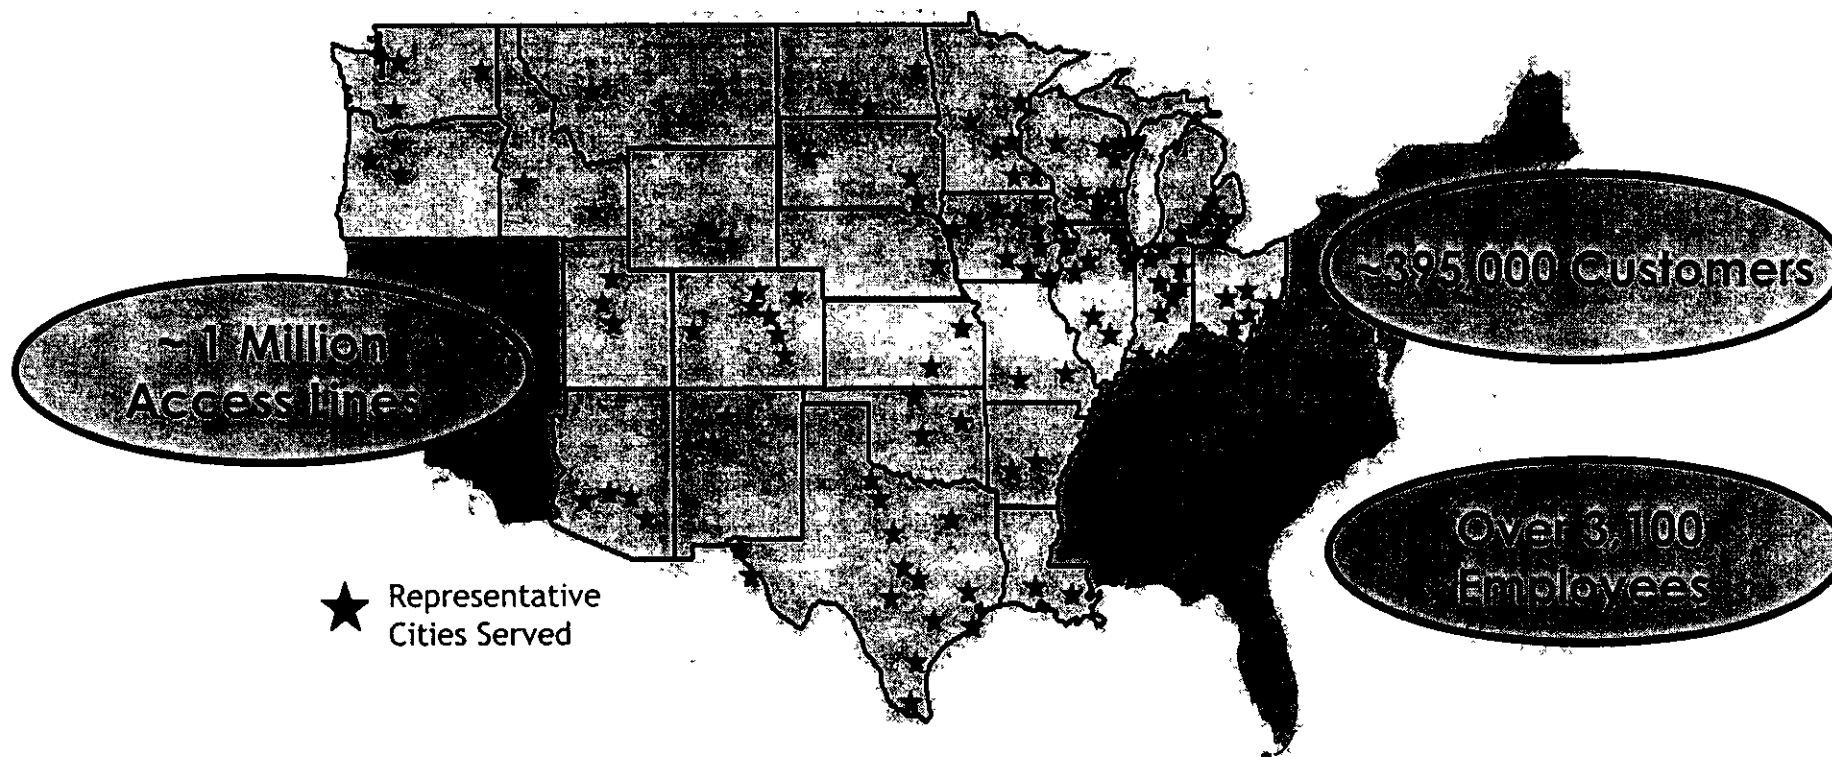 ~395,000 Customers
~ 1 Million
Access Lines
Over 3,100
Employees
Representative
Cities Served